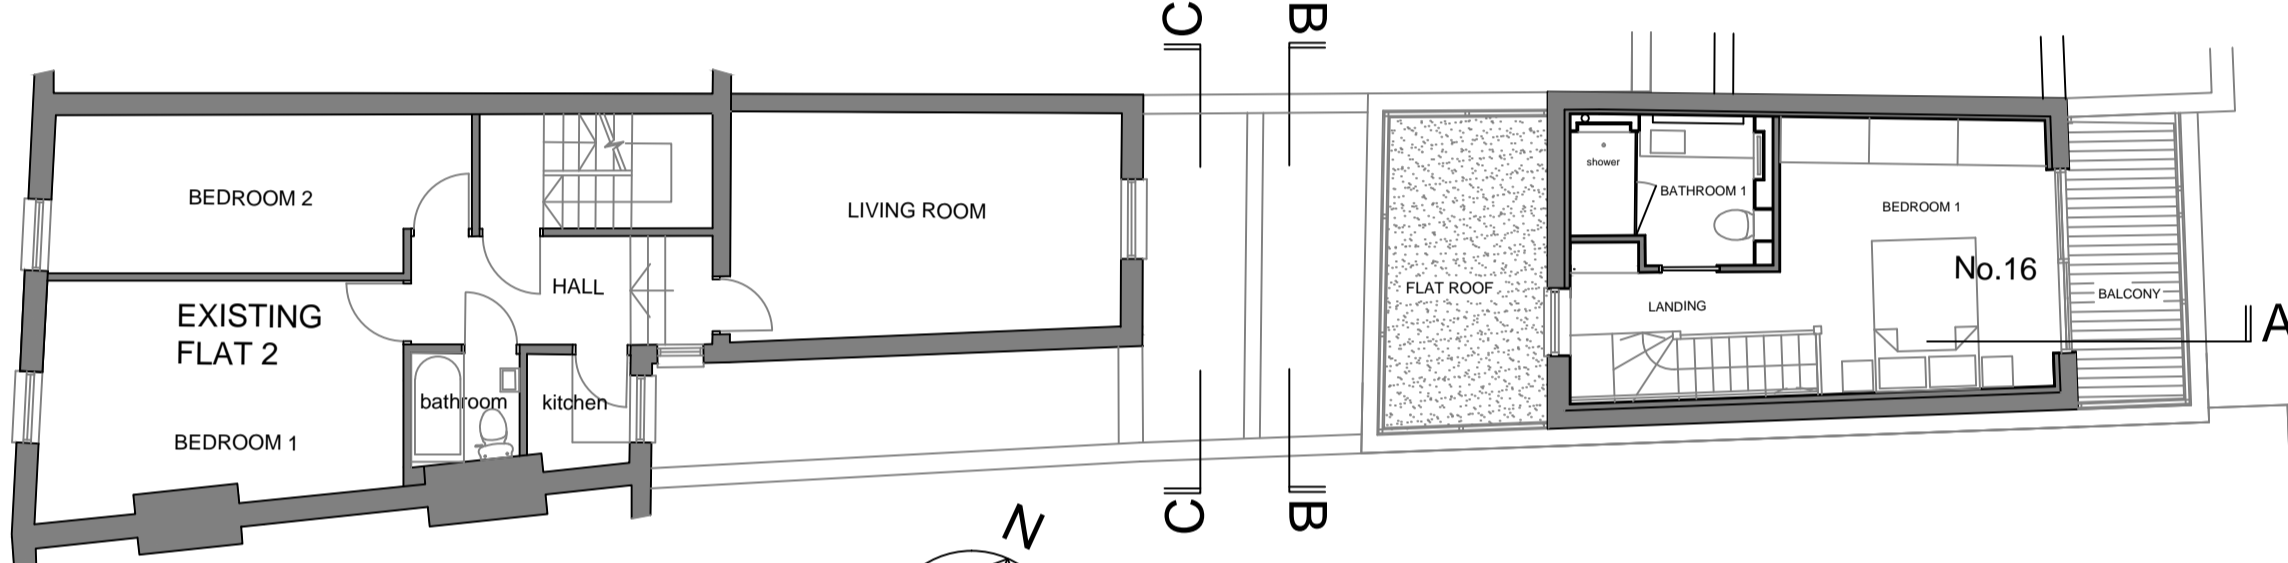 C
B
BEDROOM 2
LIVING ROOM
shower
BATHROOM 1
BEDROOM 1
HALL
No.16
EXISTING
FLAT 2
FLAT ROOF
LANDING
BALCONY
A
bathroom
kitchen
BEDROOM 1
C
B
N